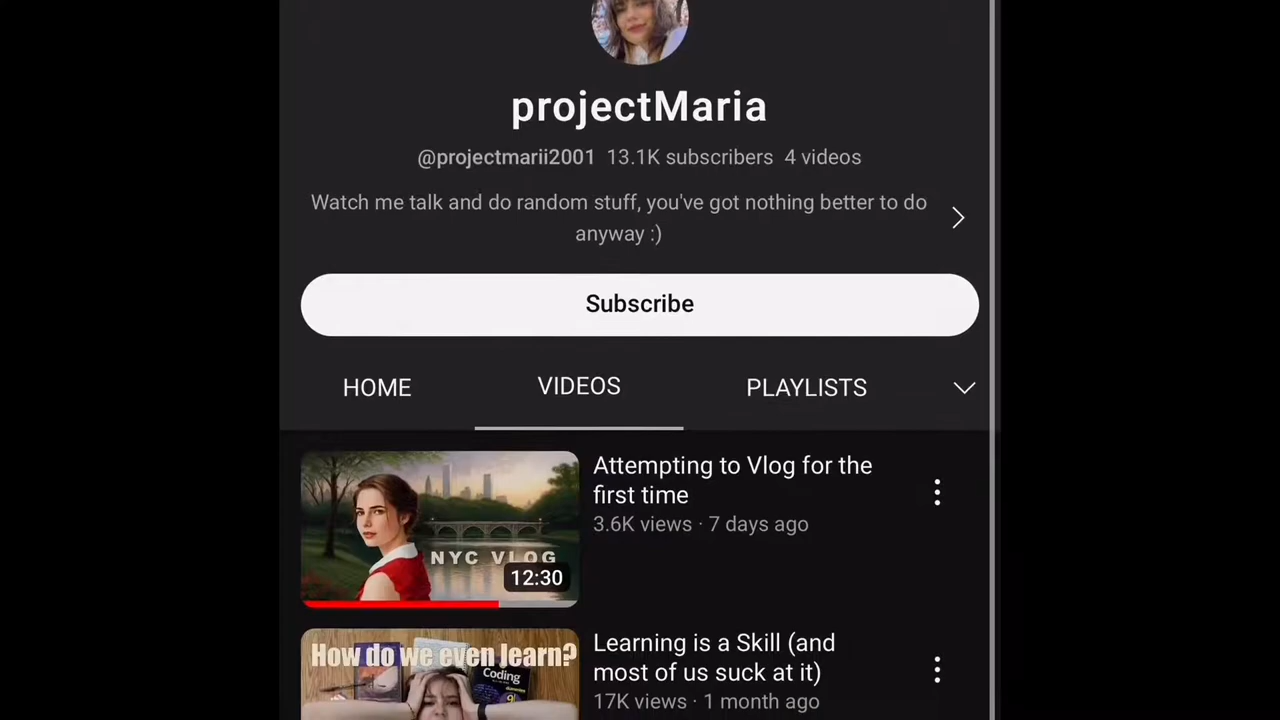 projectMaria
@projectmarii2001 13.1K subscribers 4 videos
Watch me talk and do random stuff, you've got nothing better to do
anyway :)
Subscribe
HOME
VIDEOS
PLAYLISTS
NYC VLOG
12:30
Attempting to Vlog for the
first time
3.6K views · 7 days ago
How do we even learn?
Coding
Learning is a Skill (and
most of us suck at it)
17K views · 1 month ago